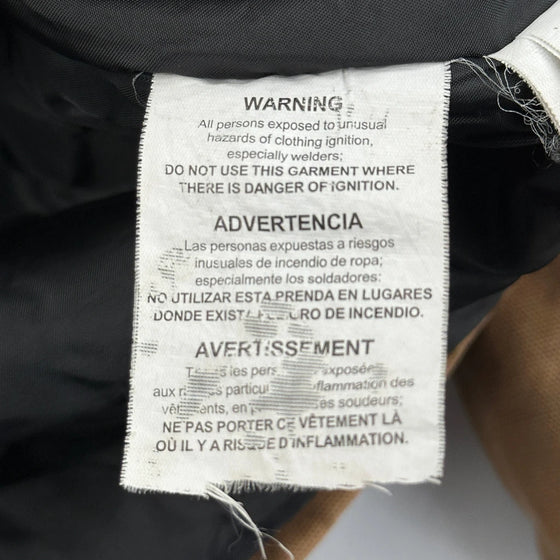 WARNING
All persons exposed to unusual
hazards of clothing ignition,
especially welders;
DO NOT USE THIS GARMENT WHERE
THERE IS DANGER OF IGNITION.
ADVERTENCIA
Las personas expuestas a riesgos
inusuales de incendio de ropa;
especialmente los soldadores:
NO UTILIZAR ESTA PRENDA EN LUGARES
DONDE EXISTA DE INCENDIO.
AVERTISSEMENT
les
aux des
soudeurs;
NE PAS PORTER CE VÊTEMENT LÀ
OÙ IL Y A RISQUE D'INFLAMMATION.